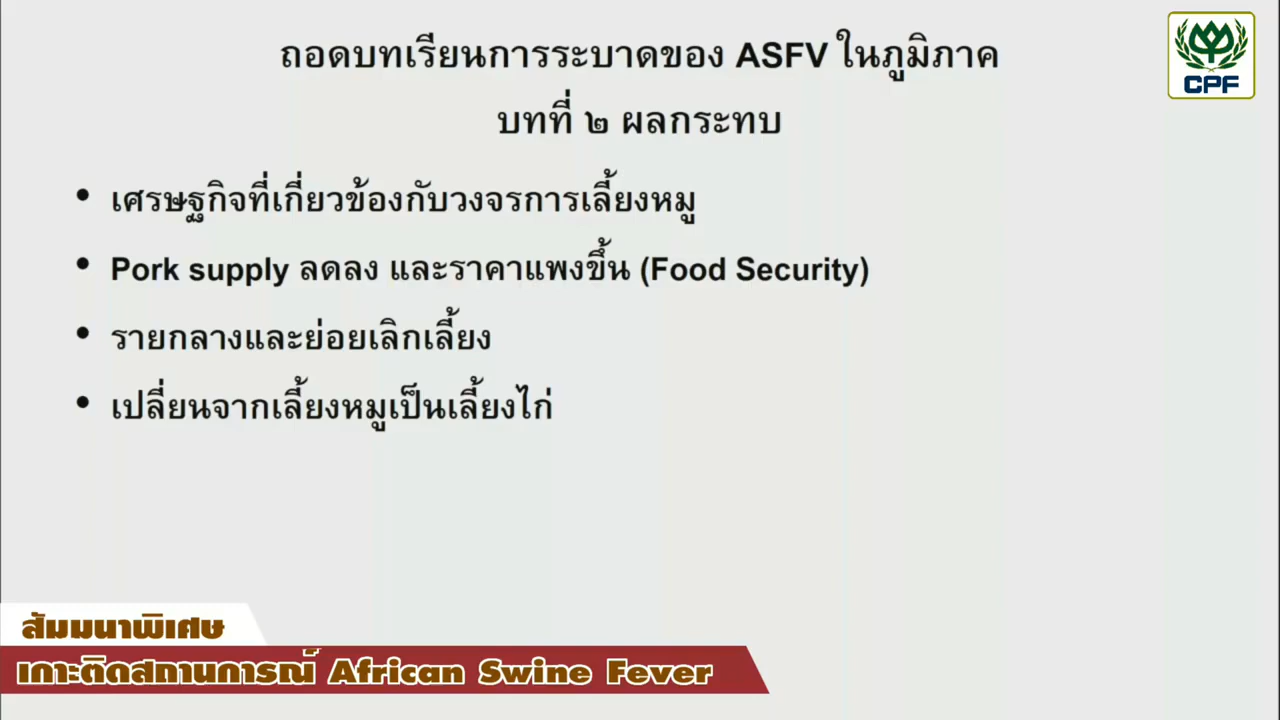 ถอดบทเรียนการระบาดของ ASFV ในภูมิภาค
CPF
บทที่ ๒ ผลกระทบ
• เศรษฐกิจที่เกี่ยวข้องกับวงจรการเลี้ยงหมู
• Pork supply ลดลง และราคาแพงขึ้น (Food Security)
• รายกลางและย่อยเลิกเลี้ยง
• เปลี่ยนจากเลี้ยงหมูเป็นเลี้ยงไก่
สัมมนาพิเศษ
เกาะติดสถานการณ์ African Swine Fever